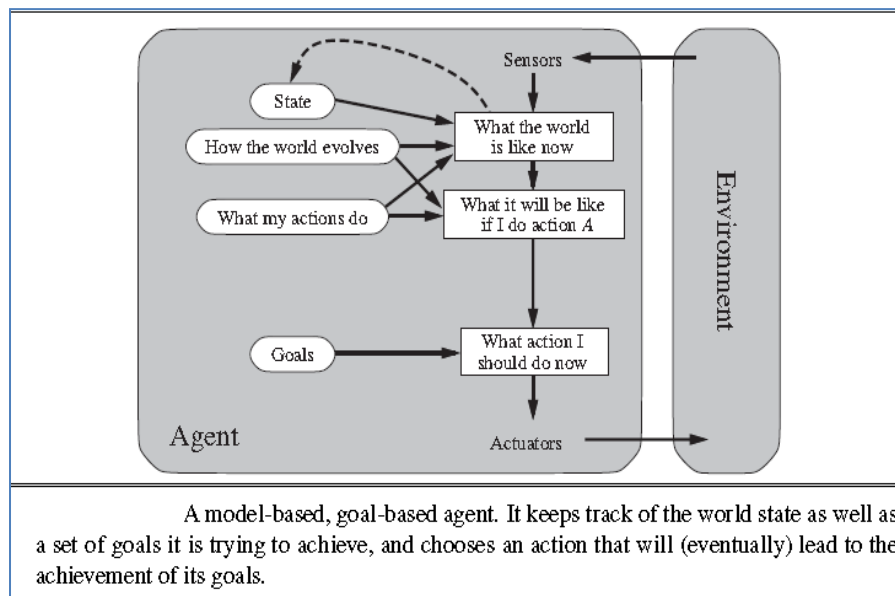 Sensors
State
What the world
is like now
How the world evolves
What it will be like
if I do action A
What my actions do
Environment
What action I
should do now
Goals
Agent
Actuators
A model-based, goal-based agent. It keeps track of the world state as well as
a set of goals it is trying to achieve, and chooses an action that will (eventually) lead to the
achievement of its goals.